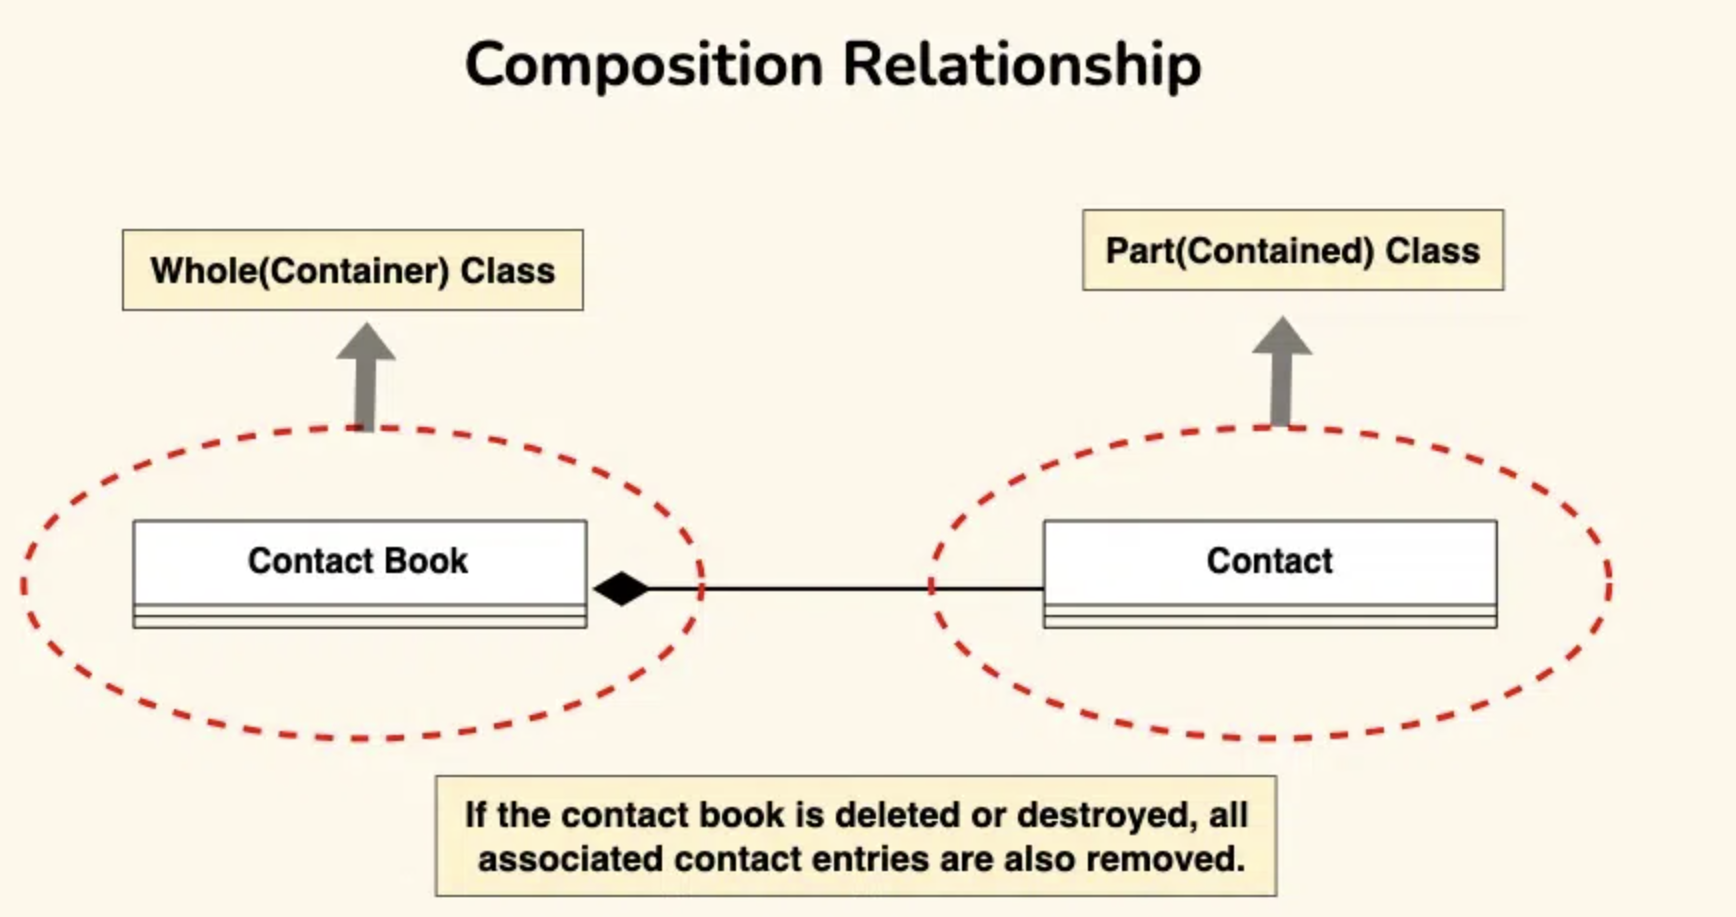 Composition Relationship
Whole(Container) Class
Part(Contained) Class
Contact Book
Contact
If the contact book is deleted or destroyed, all
associated contact entries are also removed.